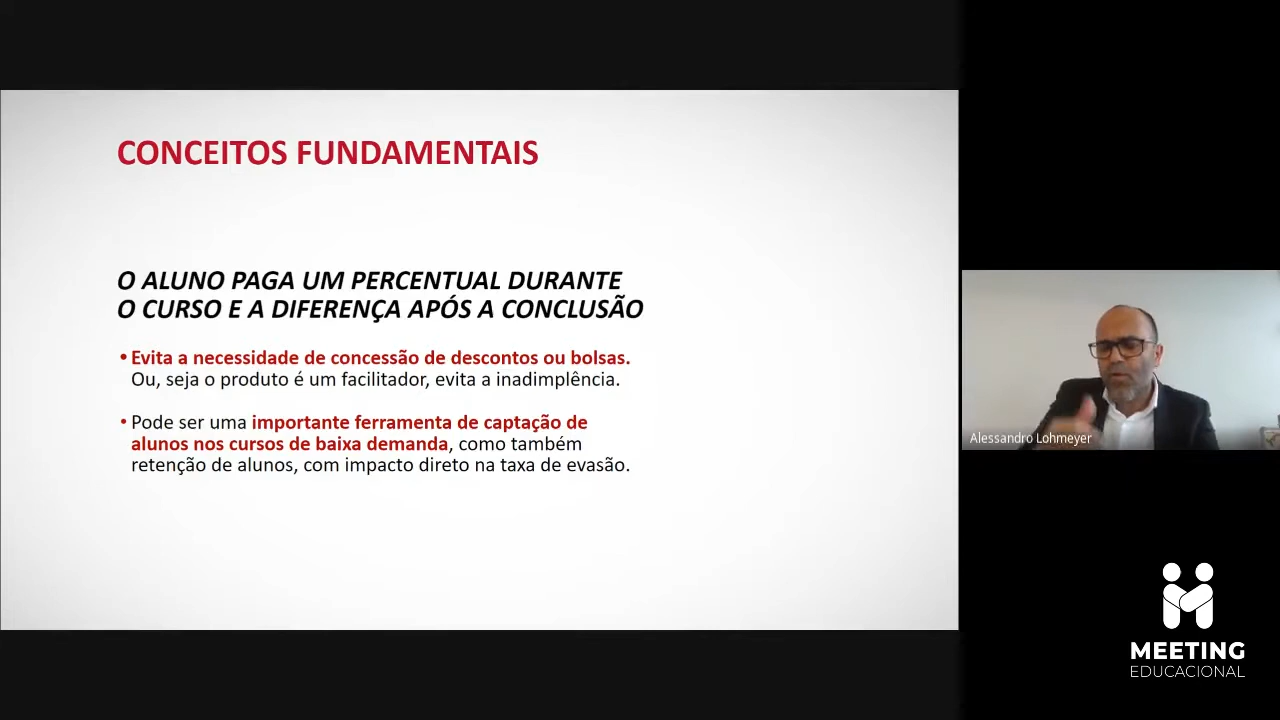 CONCEITOS FUNDAMENTAIS
O ALUNO PAGA UM PERCENTUAL DURANTE
O CURSO E A DIFERENÇA APÓS A CONCLUSÃO
•Evita a necessidade de concessão de descontos ou bolsas.
Ou, seja o produto é um facilitador, evita a inadimplência.
•Pode ser uma importante ferramenta de captação de
alunos nos cursos de baixa demanda, como também
retenção de alunos, com impacto direto na taxa de evasão.
Alessandro Lohmeyer
MEETING
EDUCACIONAL